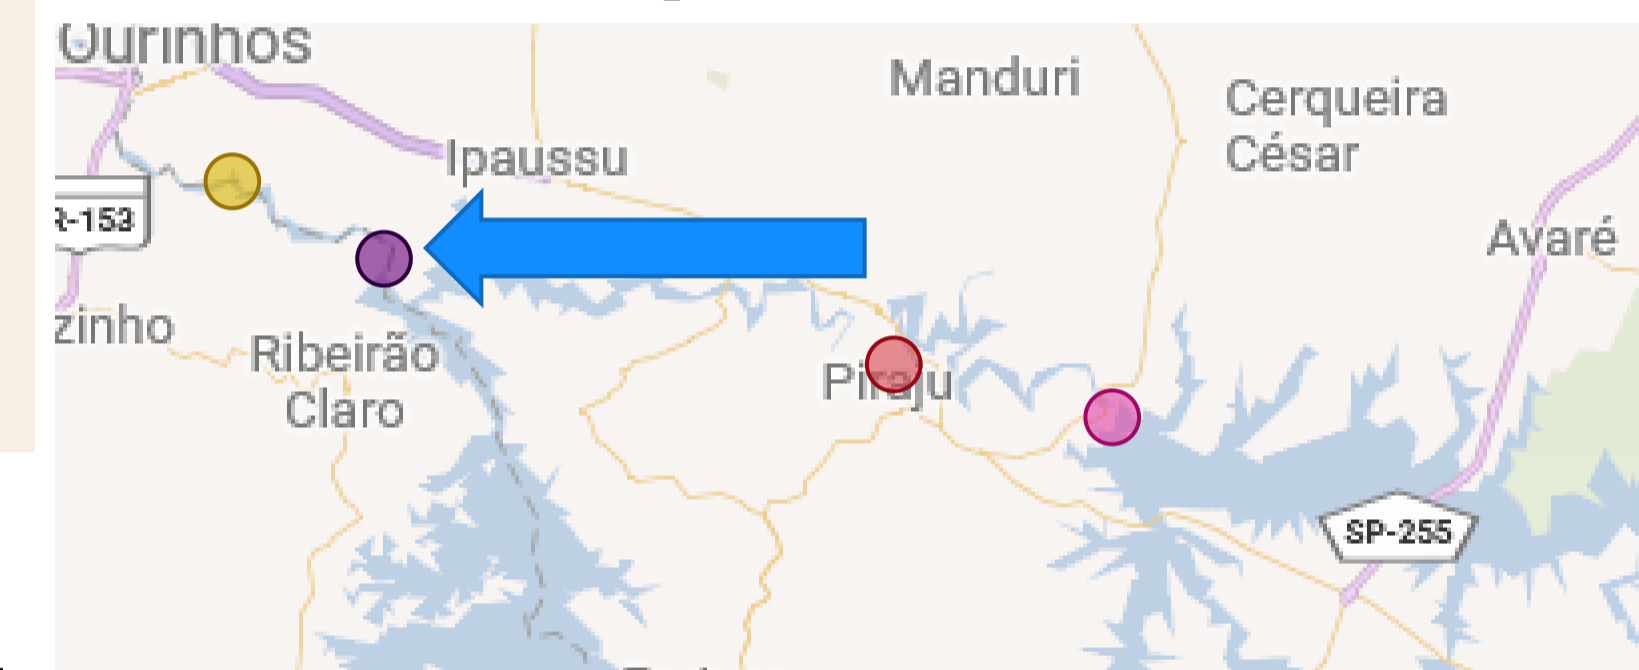 Ourinhos
Manduri
Cerqueira
César
Ipaussu
R-153
Avaré
zinho
Ribeirão
Claro
Piraju
SP-255